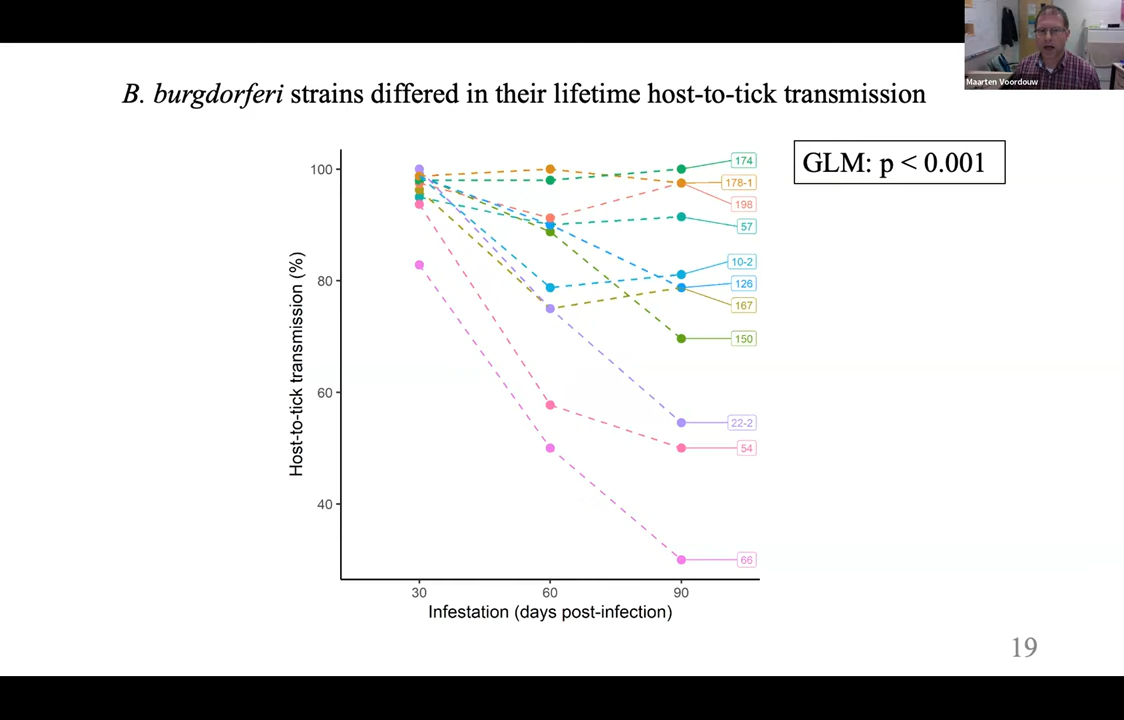 Maarten Voordouw
B. burgdorferi strains differed in their lifetime host-to-tick transmission
GLM: p < 0.001
Host-to-tick transmission (%)
100
80
60
40
174
178-1
198
57
10-2
126
167
150
22-2
54
66
30 60 90
Infestation (days post-infection)
19